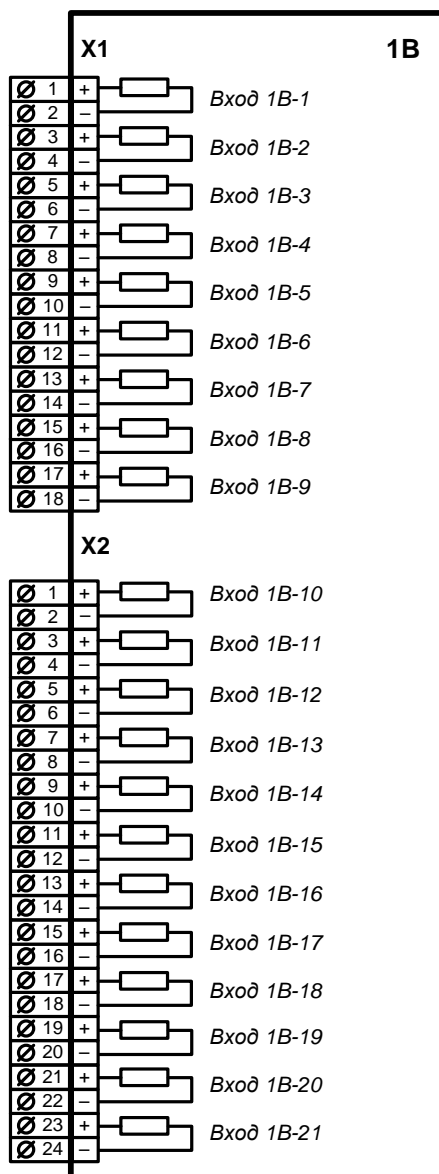 X1 1В
1 + Вход 1В-1
2 –
3 + Вход 1В-2
4 –
5 + Вход 1В-3
6 –
7 + Вход 1В-4
8 –
9 + Вход 1В-5
10 –
11 + Вход 1В-6
12 –
13 + Вход 1В-7
14 –
15 + Вход 1В-8
16 –
17 + Вход 1В-9
18 –
X2
1 + Вход 1В-10
2 –
3 + Вход 1В-11
4 –
5 + Вход 1В-12
6 –
7 + Вход 1В-13
8 –
9 + Вход 1В-14
10 –
11 + Вход 1В-15
12 –
13 + Вход 1В-16
14 –
15 + Вход 1В-17
16 –
17 + Вход 1В-18
18 –
19 + Вход 1В-19
20 –
21 + Вход 1В-20
22 –
23 + Вход 1В-21
24 –